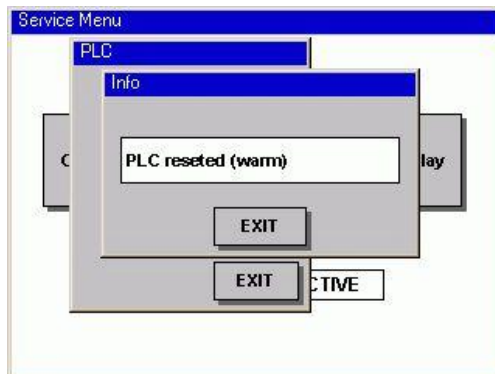 Service Menu
PLC
Info
PLC reseted (warm)
EXIT
EXIT